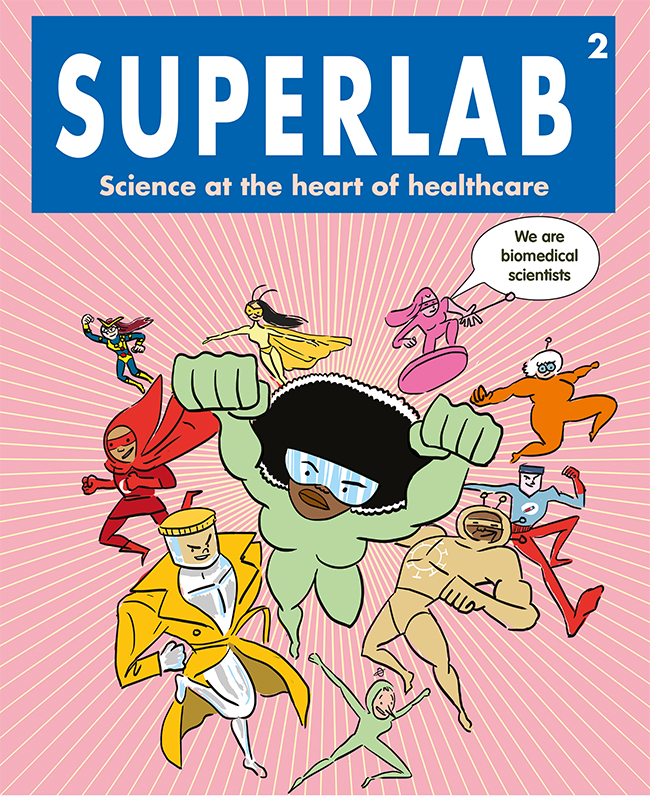 SUPERLAB 2
Science at the heart of healthcare
We are
biomedical
scientists